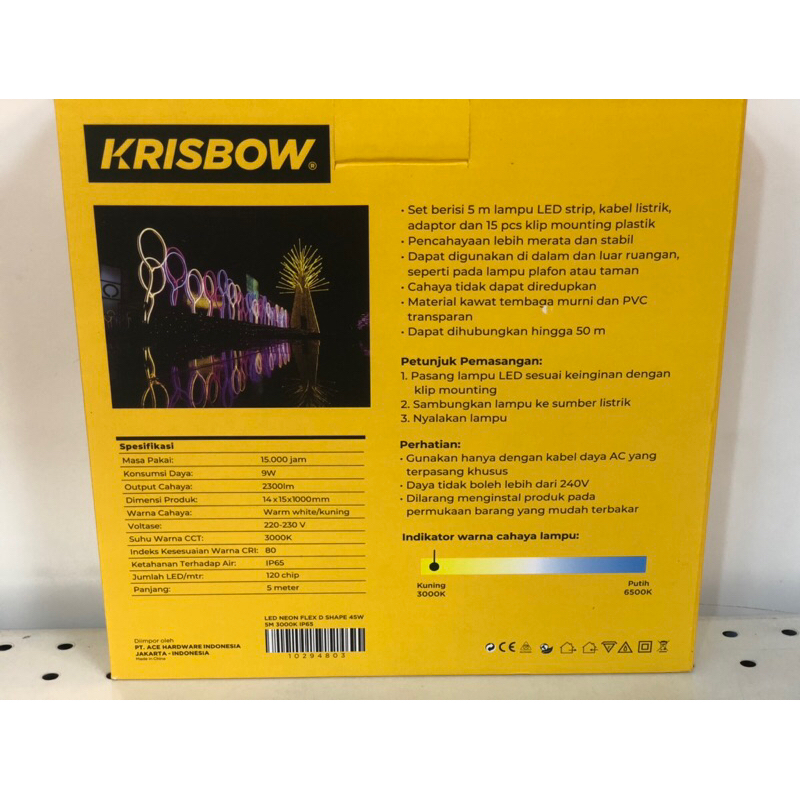 KRISBOW®
• Set berisi 5 m lampu LED strip, kabel listrik,
adaptor dan 15 pcs klip mounting plastik
• Pencahayaan lebih merata dan stabil
• Dapat digunakan di dalam dan luar ruangan,
seperti pada lampu plafon atau taman
• Cahaya tidak dapat diredupkan
• Material kawat tembaga murni dan PVC
transparan
• Dapat dihubungkan hingga 50 m
Petunjuk Pemasangan:
1. Pasang lampu LED sesuai keinginan dengan
klip mounting
2. Sambungkan lampu ke sumber listrik
3. Nyalakan lampu
Perhatian:
• Gunakan hanya dengan kabel daya AC yang
terpasang khusus
• Daya tidak boleh lebih dari 240V
• Dilarang menginstal produk pada
permukaan barang yang mudah terbakar
Indikator warna cahaya lampu:
Kuning Putih
3000K 6500K
Spesifikasi
Masa Pakai: 15.000 jam
Konsumsi Daya: 9W
Output Cahaya: 2300lm
Dimensi Produk: 14x15x1000mm
Warna Cahaya: Warm white/kuning
Voltase: 220-230 V
Suhu Warna CCT: 3000K
Indeks Kesesuaian Warna CRI: 80
Ketahanan Terhadap Air: IP65
Jumlah LED/mtr: 120 chip
Panjang: 5 meter
Diimpor oleh
PT. ACE HARDWARE INDONESIA
JAKARTA - INDONESIA
Made in China
LED NEON FLEX D SHAPE 45W
5M 3000K IP65
10294803
CE